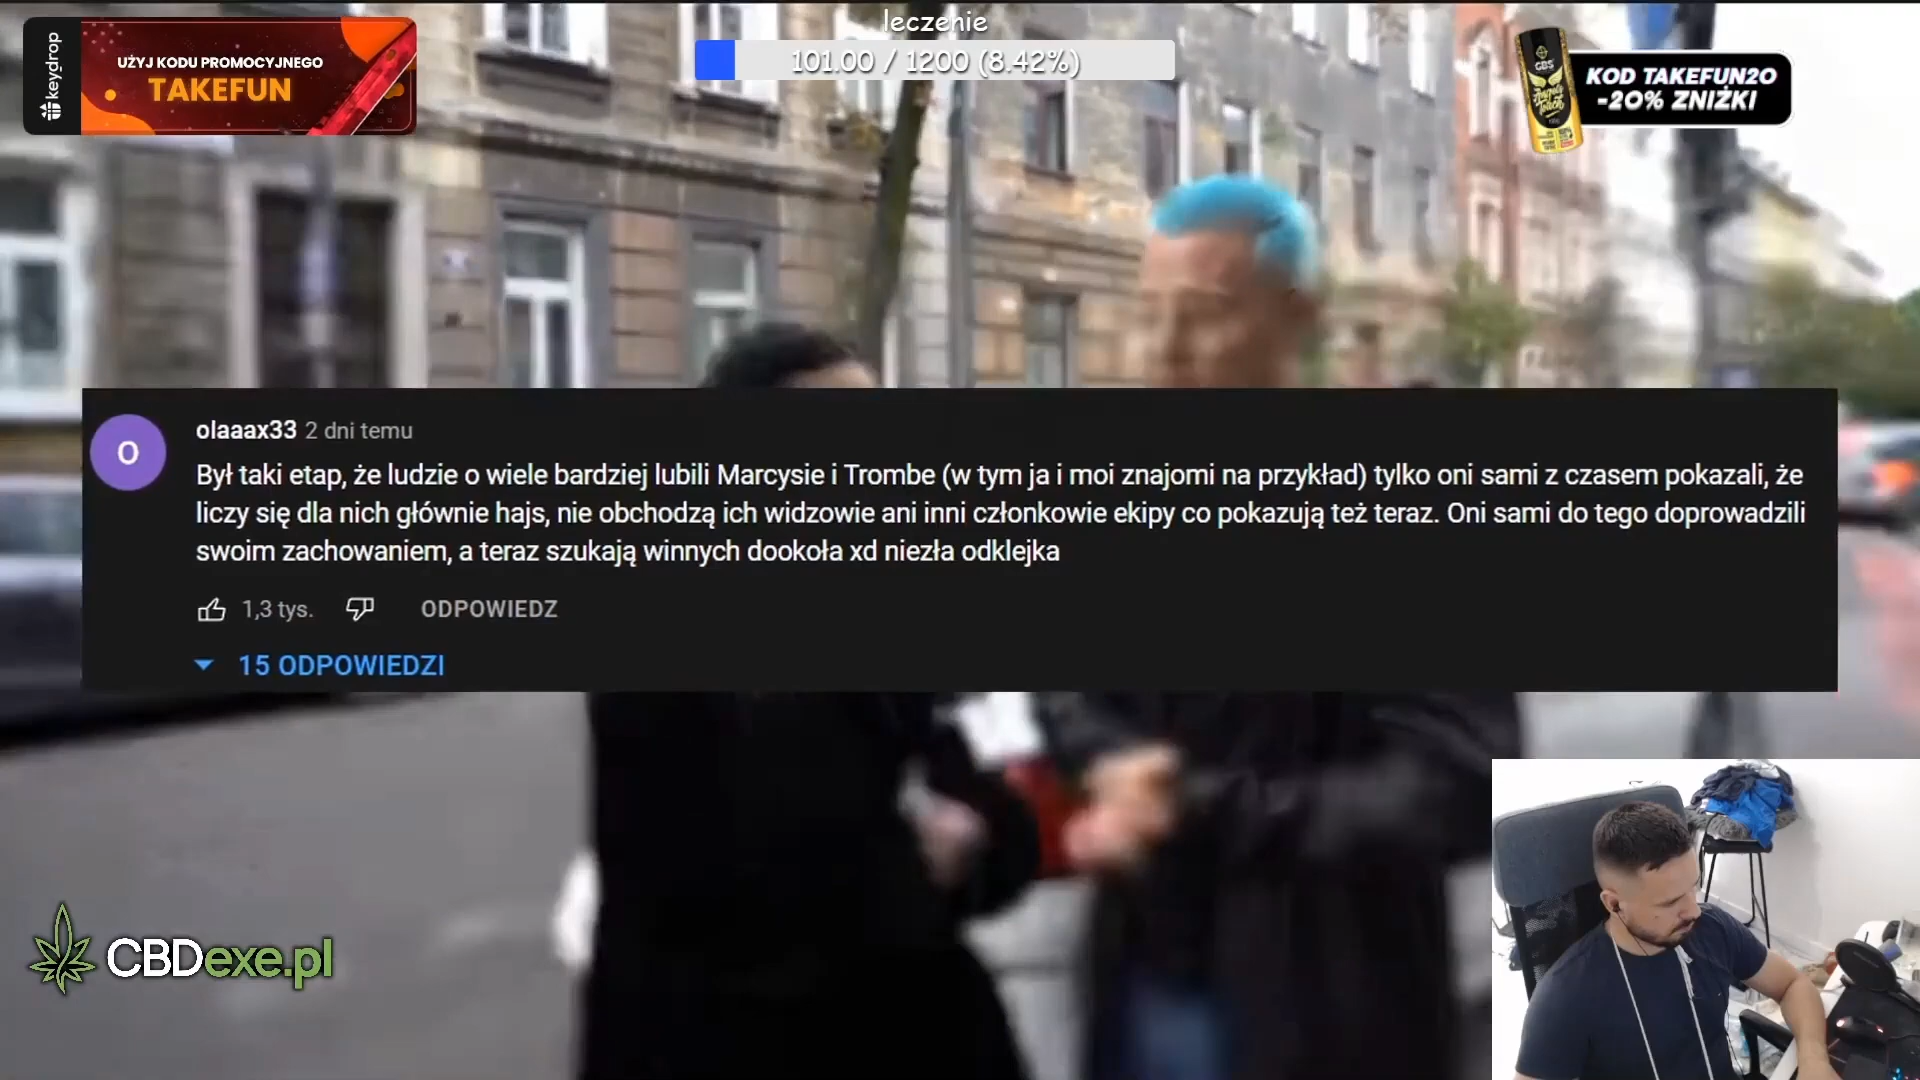 keydrop
UŻYJ KODU PROMOCYJNEGO
TAKEFUN
leczenie
101.00 / 1200 (8.42%)
KOD TAKEFUN20
-20% ZNIŻKI
olaaax33 2 dni temu
Był taki etap, że ludzie o wiele bardziej lubili Marcysie i Trombe (w tym ja i moi znajomi na przykład) tylko oni sami z czasem pokazali, że
liczy się dla nich głównie hajs, nie obchodzą ich widzowie ani inni członkowie ekipy co pokazują też teraz. Oni sami do tego doprowadzili
swoim zachowaniem, a teraz szukają winnych dookoła xd niezła odklejka
O
1,3 tys. ODPOWIEDZ
15 ODPOWIEDZI
CBDexe.pl